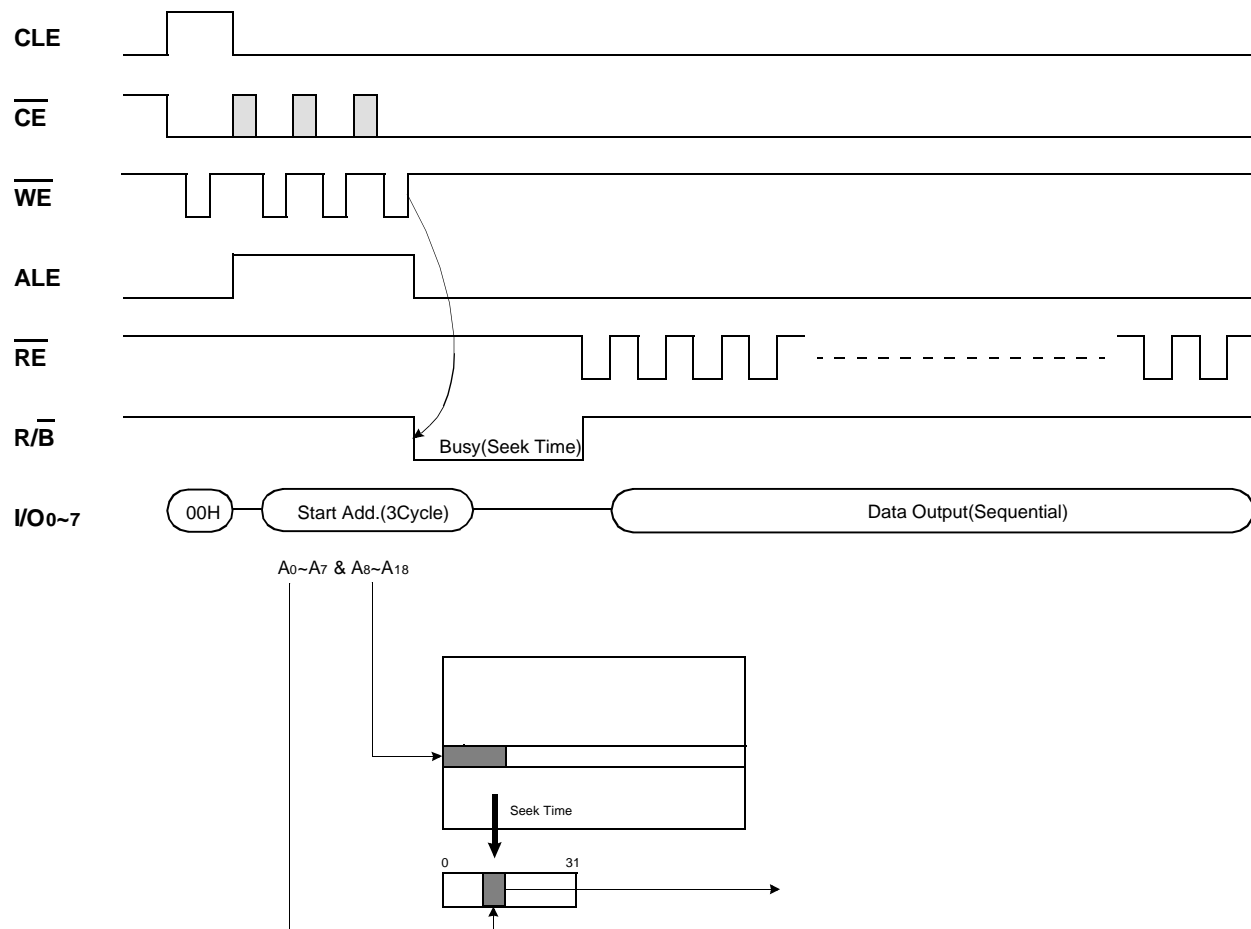 CLE
CE
WE
ALE
RE
R/B
Busy(Seek Time)
I/O0~7
00H
Start Add.(3Cycle)
Data Output(Sequential)
A0~A7 & A8~A18
Seek Time
0
31